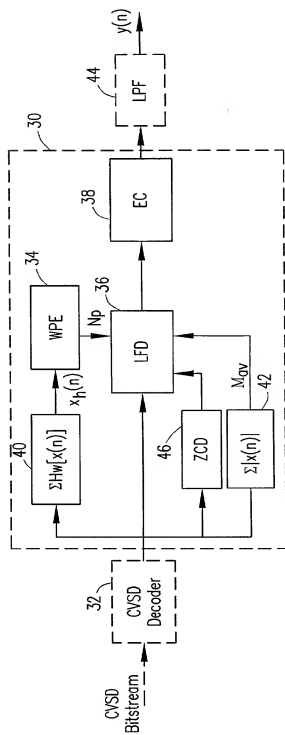 CVSD
Bitstream
32
CVSD
Decoder
30
40
ΣHw[x(n)]
x_h(n)
34
WPE
Np
36
LFD
38
EC
44
LPF
y(n)
46
ZCD
Mav
42
Σ|x(n)|